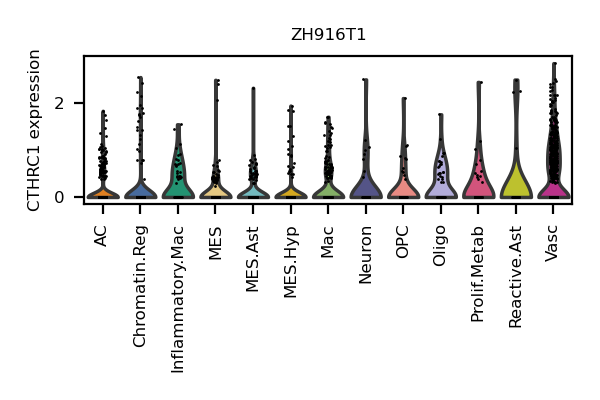 ZH916T1
CTHRC1 expression
2
0
AC
Chromatin.Reg
Inflammatory.Mac
MES
MES.Ast
MES.Hyp
Mac
Neuron
OPC
Oligo
Prolif.Metab
Reactive.Ast
Vasc